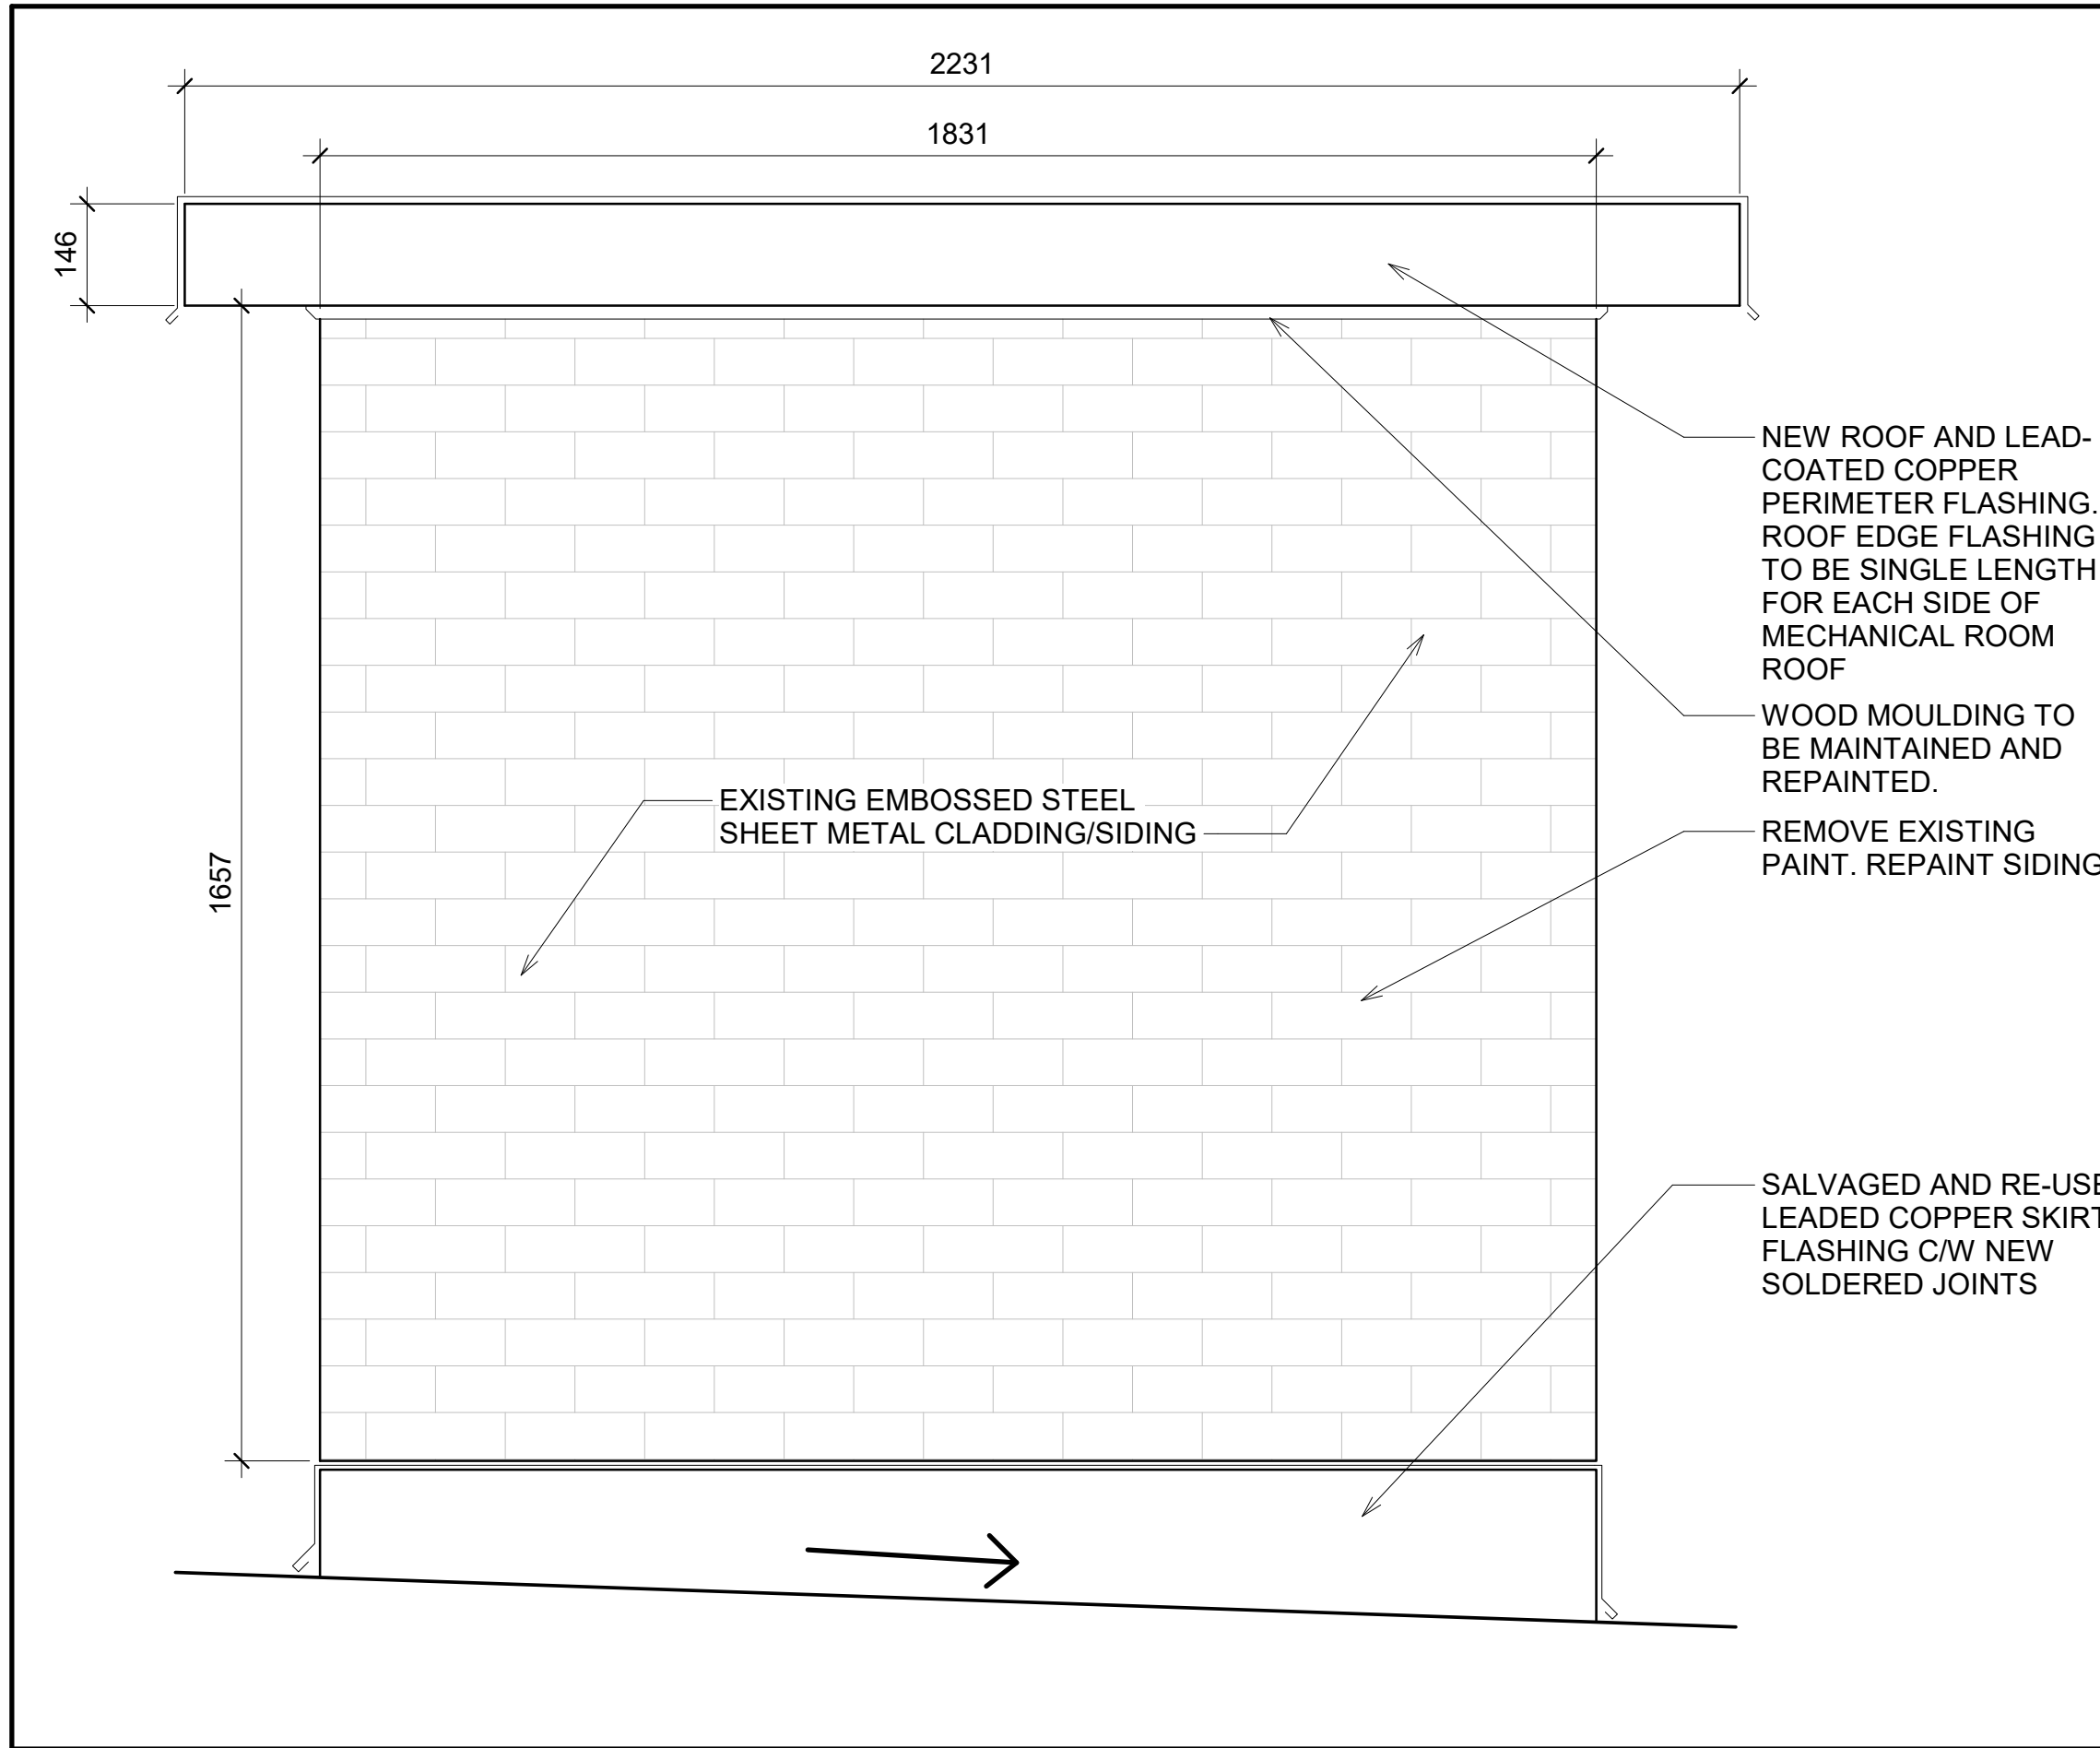 2231
1831
146
NEW ROOF AND LEAD-
COATED COPPER
PERIMETER FLASHING.
ROOF EDGE FLASHING
TO BE SINGLE LENGTH
FOR EACH SIDE OF
MECHANICAL ROOM
ROOF
WOOD MOULDING TO
BE MAINTAINED AND
REPAINTED.
EXISTING EMBOSSED STEEL
SHEET METAL CLADDING/SIDING
REMOVE EXISTING
PAINT. REPAINT SIDING
1657
SALVAGED AND RE-USE
LEADED COPPER SKIRT
FLASHING C/W NEW
SOLDERED JOINTS